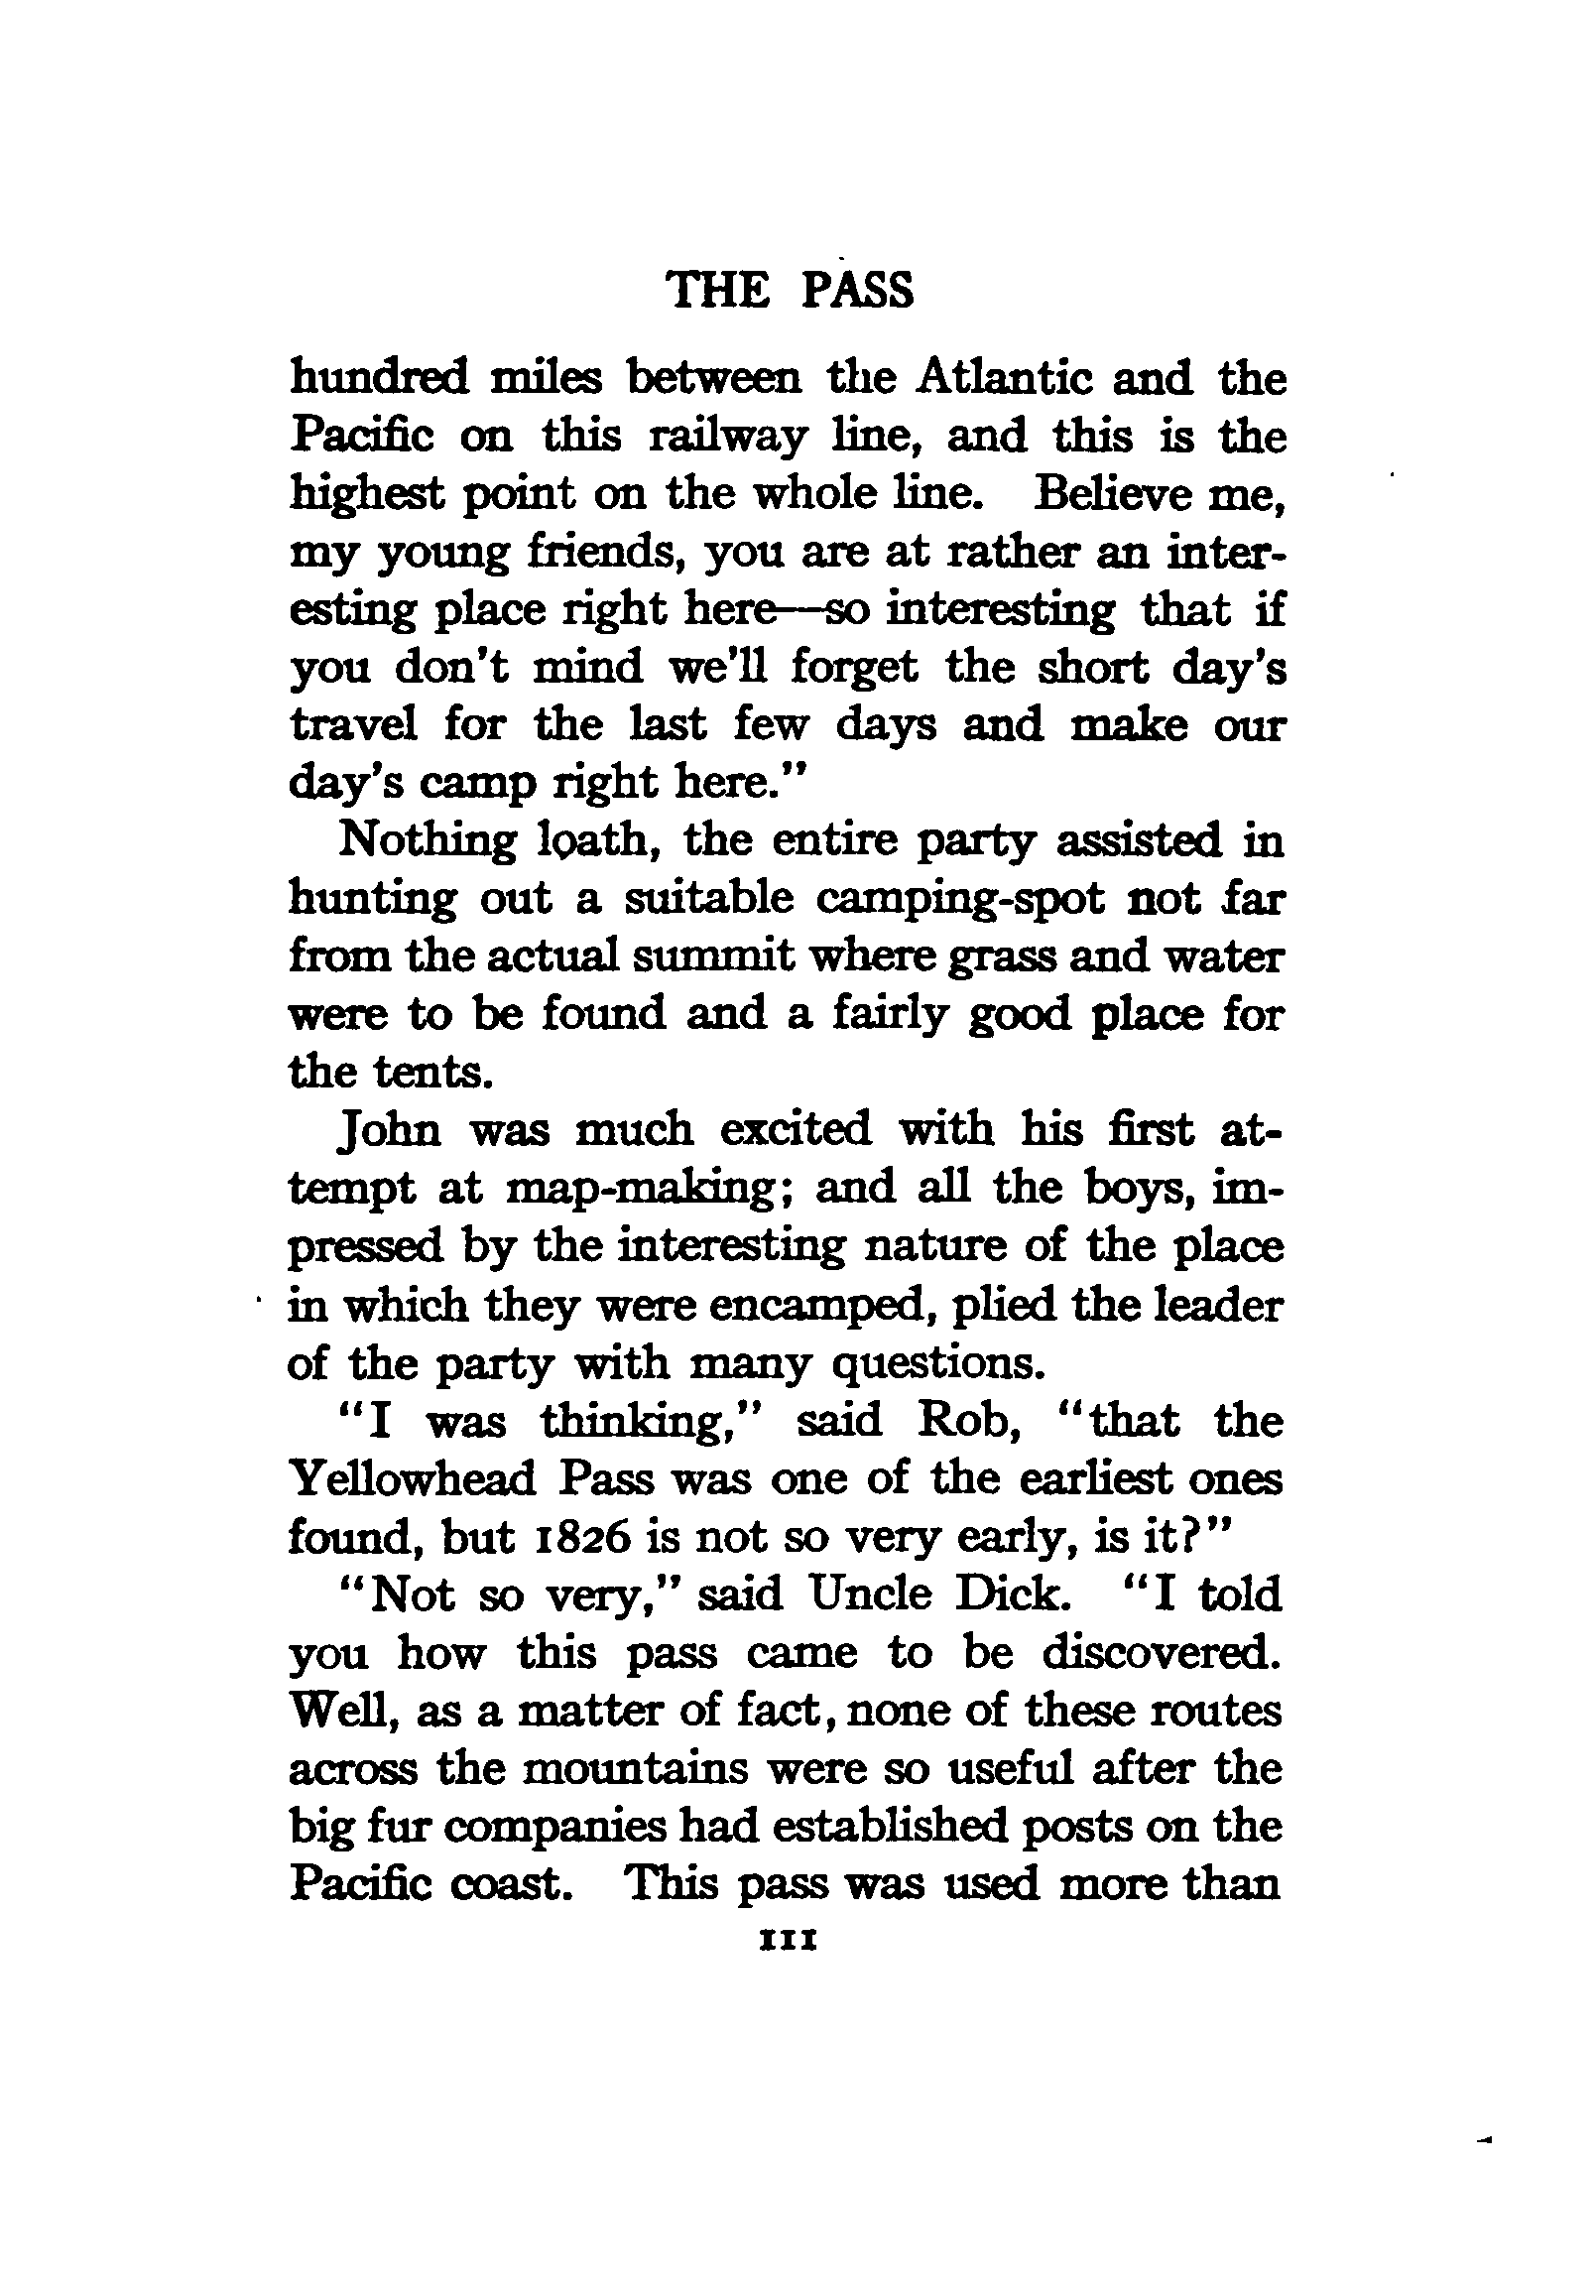 THE PASS
hundred miles between the Atlantic and the
Pacific on this railway line, and this is the
highest point on the whole line. Believe me,
my young friends, you are at rather an inter-
esting place right here—so interesting that if
you don't mind we'll forget the short day's
travel for the last few days and make our
day's camp right here."
Nothing loath, the entire party assisted in
hunting out a suitable camping-spot not far
from the actual summit where grass and water
were to be found and a fairly good place for
the tents.
John was much excited with his first at-
tempt at map-making; and all the boys, im-
pressed by the interesting nature of the place
in which they were encamped, plied the leader
of the party with many questions.
"I was thinking," said Rob, "that the
Yellowhead Pass was one of the earliest ones
found, but 1826 is not so very early, is it?"
"Not so very," said Uncle Dick. "I told
you how this pass came to be discovered.
Well, as a matter of fact, none of these routes
across the mountains were so useful after the
big fur companies had established posts on the
Pacific coast. This pass was used more than
111